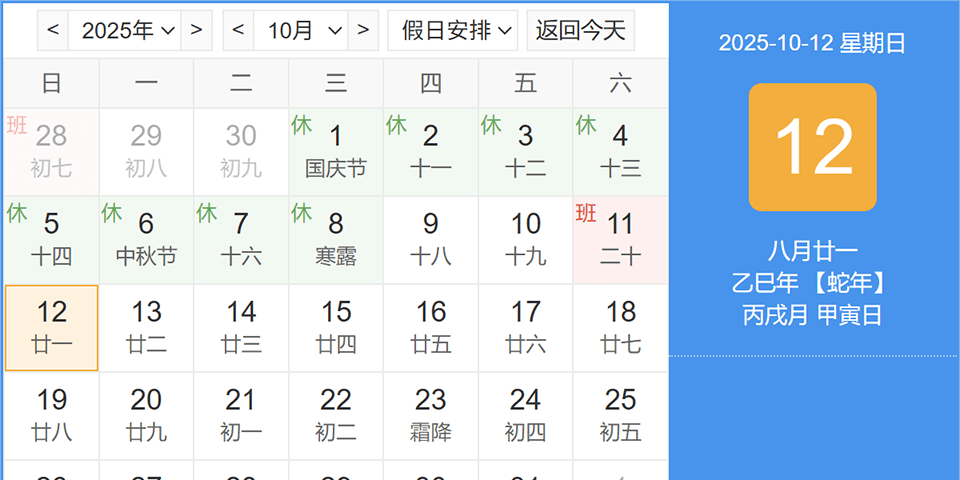 < 2025年 > < 10月 > 假日安排 返回今天
日 一 二 三 四 五 六
班 28 29 30 休 1 休 2 休 3 休 4
初七 初八 初九 国庆节 十一 十二 十三
休 5 休 6 休 7 休 8 9 10 班 11
十四 中秋节 十六 寒露 十八 十九 二十
12 13 14 15 16 17 18
廿一 廿二 廿三 廿四 廿五 廿六 廿七
19 20 21 22 23 24 25
廿八 廿九 初一 初二 霜降 初四 初五
2025-10-12 星期日
12
八月廿一
乙巳年 【蛇年】
丙戌月 甲寅日